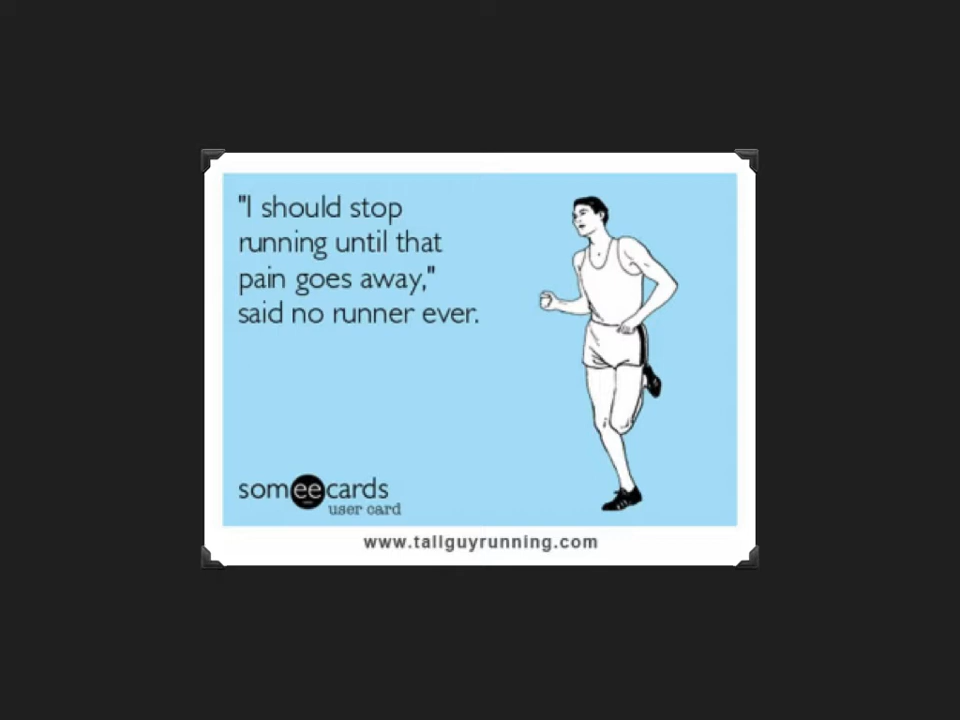 "I should stop
running until that
pain goes away,"
said no runner ever.
someecards
user card
www.tallguyrunning.com